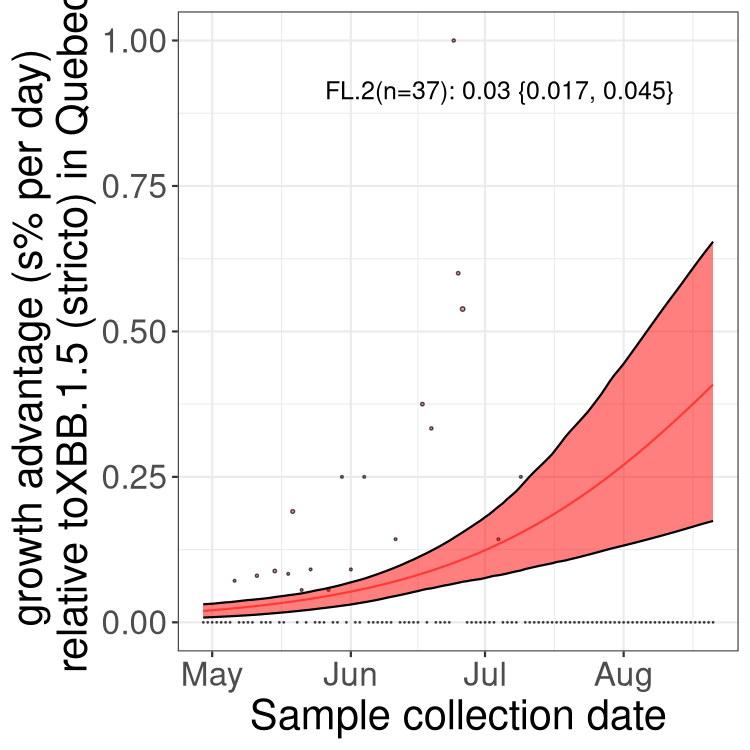 growth advantage (s% per day)
relative toXBB.1.5 (stricto) in Quebec
1.00
0.75
0.50
0.25
0.00
FL.2(n=37): 0.03 {0.017, 0.045}
May
Jun
Jul
Aug
Sample collection date